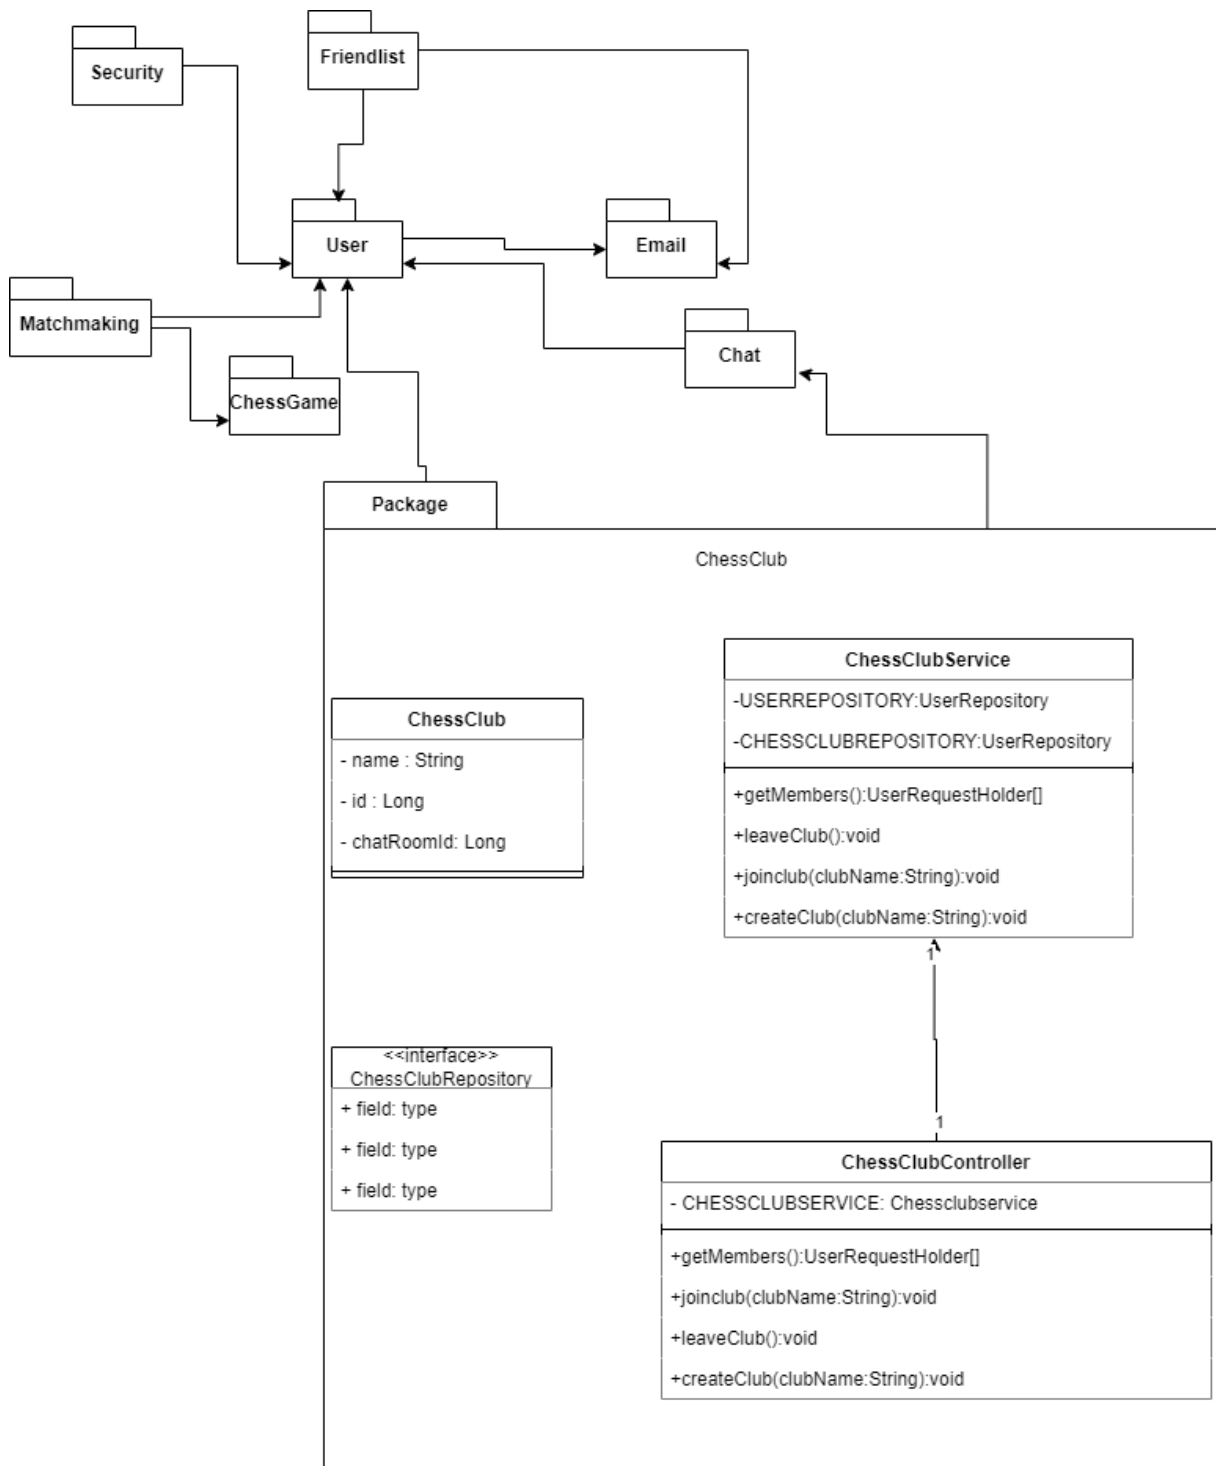 Security
Friendlist
User
Email
Matchmaking
Chat
ChessGame
Package
ChessClub
ChessClubService
-USERREPOSITORY:UserRepository
-CHESSCLUBREPOSITORY:UserRepository
+getMembers():UserRequestHolder[]
+leaveClub():void
+joinclub(clubName:String):void
+createClub(clubName:String):void
ChessClub
- name : String
- id : Long
- chatRoomId: Long
1
1
<<interface>>
ChessClubRepository
+ field: type
+ field: type
+ field: type
ChessClubController
- CHESSCLUBSERVICE: Chessclubservice
+getMembers():UserRequestHolder[]
+joinclub(clubName:String):void
+leaveClub():void
+createClub(clubName:String):void